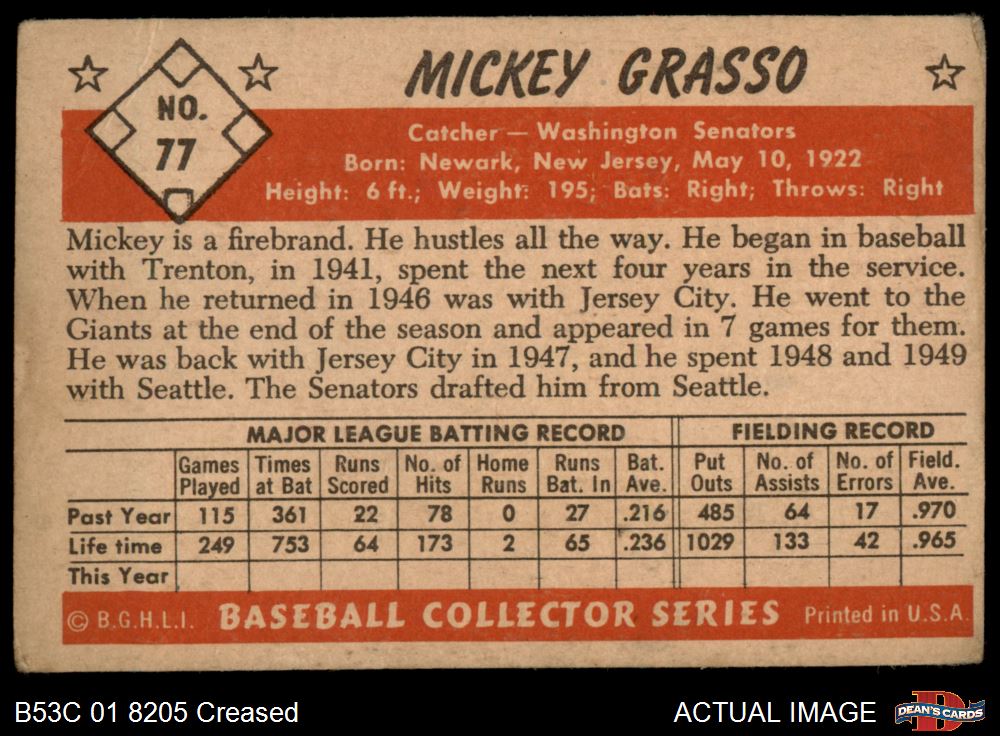 MICKEY GRASSO
NO.
77
Catcher — Washington Senators
Born: Newark, New Jersey, May 10, 1922
Height: 6 ft.; Weight: 195; Bats: Right; Throws: Right
Mickey is a firebrand. He hustles all the way. He began in baseball
with Trenton, in 1941, spent the next four years in the service.
When he returned in 1946 was with Jersey City. He went to the
Giants at the end of the season and appeared in 7 games for them.
He was back with Jersey City in 1947, and he spent 1948 and 1949
with Seattle. The Senators drafted him from Seattle.
MAJOR LEAGUE BATTING RECORD FIELDING RECORD
Games Times Runs No. of Home Runs Bat. Put No. of No. of Field.
Played at Bat Scored Hits Runs Bat. In Ave. Outs Assists Errors Ave.
Past Year 115 361 22 78 0 27 .216 485 64 17 .970
Life time 249 753 64 173 2 65 .236 1029 133 42 .965
This Year
© B.G.H.L.I. BASEBALL COLLECTOR SERIES Printed in U.S.A.
B53C 01 8205 Creased ACTUAL IMAGE DEAN'S CARDS